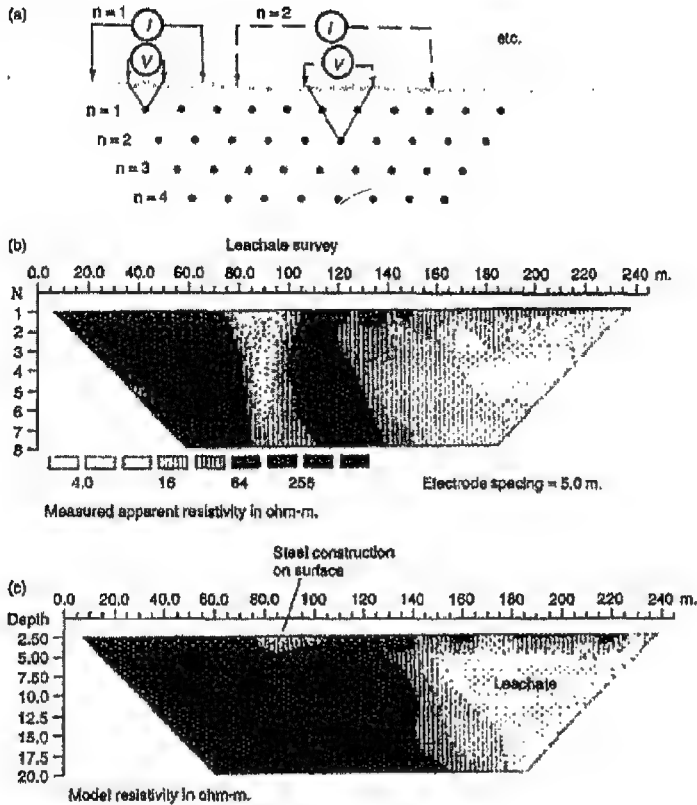 (a)
n=1 I n=2 I etc.
V V
n=1
n=2
n=3
n=4
(b) Leachate survey
0.0 20.0 40.0 60.0 80.0 100 120 140 160 180 200 220 240 m.
N
1
2
3
4
5
6
7
8
4.0 16 64 256 Electrode spacing = 5.0 m.
Measured apparent resistivity in ohm-m.
Steel construction
on surface
(c) 0.0 20.0 40.0 60.0 80.0 100 120 140 160 180 200 220 240 m.
Depth
2.50
5.00
7.50 Leachate
10.0
12.5
15.0
17.5
20.0
Model resistivity in ohm-m.